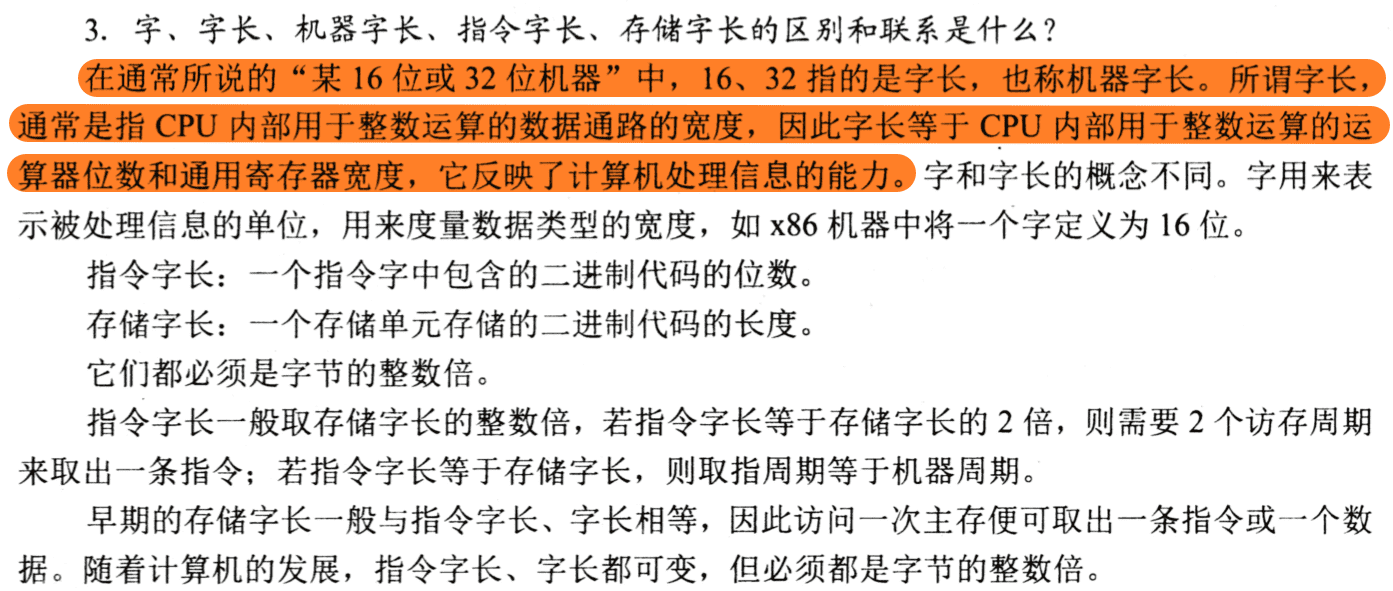 3. 字、字长、机器字长、指令字长、存储字长的区别和联系是什么？
在通常所说的“某 16 位或 32 位机器”中，16、32 指的是字长，也称机器字长。所谓字长，
通常是指 CPU 内部用于整数运算的数据通路的宽度，因此字长等于 CPU 内部用于整数运算的运
算器位数和通用寄存器宽度，它反映了计算机处理信息的能力。字和字长的概念不同。字用来表
示被处理信息的单位，用来度量数据类型的宽度，如 x86 机器中将一个字定义为 16 位。
指令字长：一个指令字中包含的二进制代码的位数。
存储字长：一个存储单元存储的二进制代码的长度。
它们都必须是字节的整数倍。
指令字长一般取存储字长的整数倍，若指令字长等于存储字长的 2 倍，则需要 2 个访存周期
来取出一条指令；若指令字长等于存储字长，则取指周期等于机器周期。
早期的存储字长一般与指令字长、字长相等，因此访问一次主存便可取出一条指令或一个数
据。随着计算机的发展，指令字长、字长都可变，但必须都是字节的整数倍。